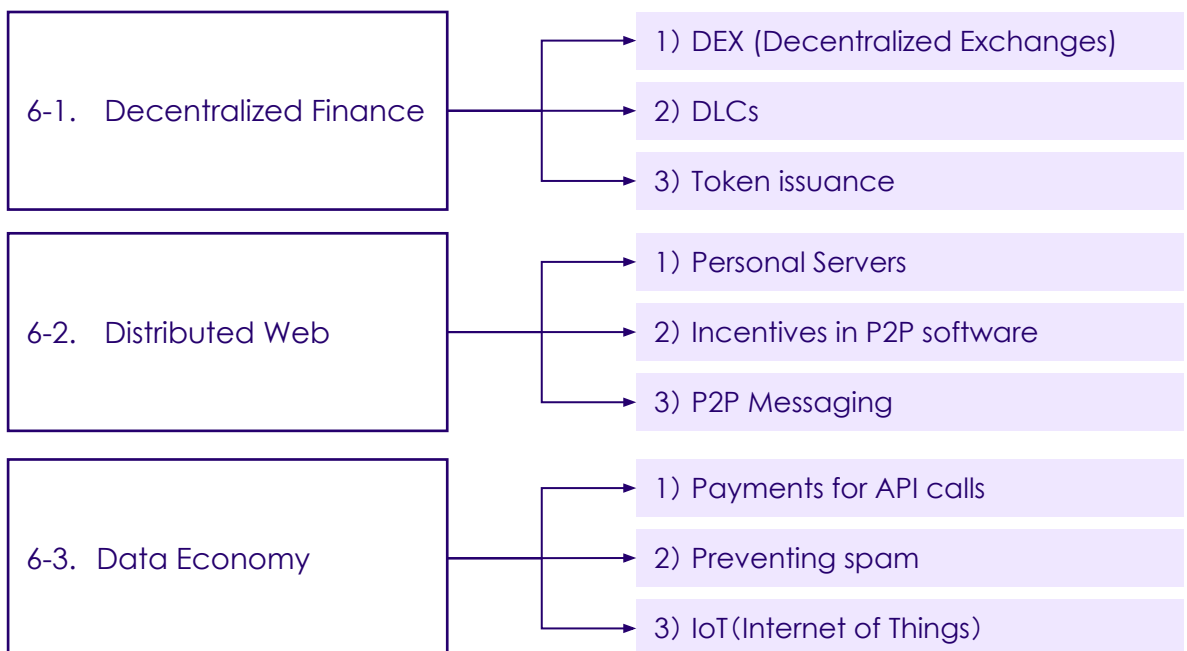 6-1. Decentralized Finance
1) DEX (Decentralized Exchanges)
2) DLCs
3) Token issuance
6-2. Distributed Web
1) Personal Servers
2) Incentives in P2P software
3) P2P Messaging
6-3. Data Economy
1) Payments for API calls
2) Preventing spam
3) IoT(Internet of Things)